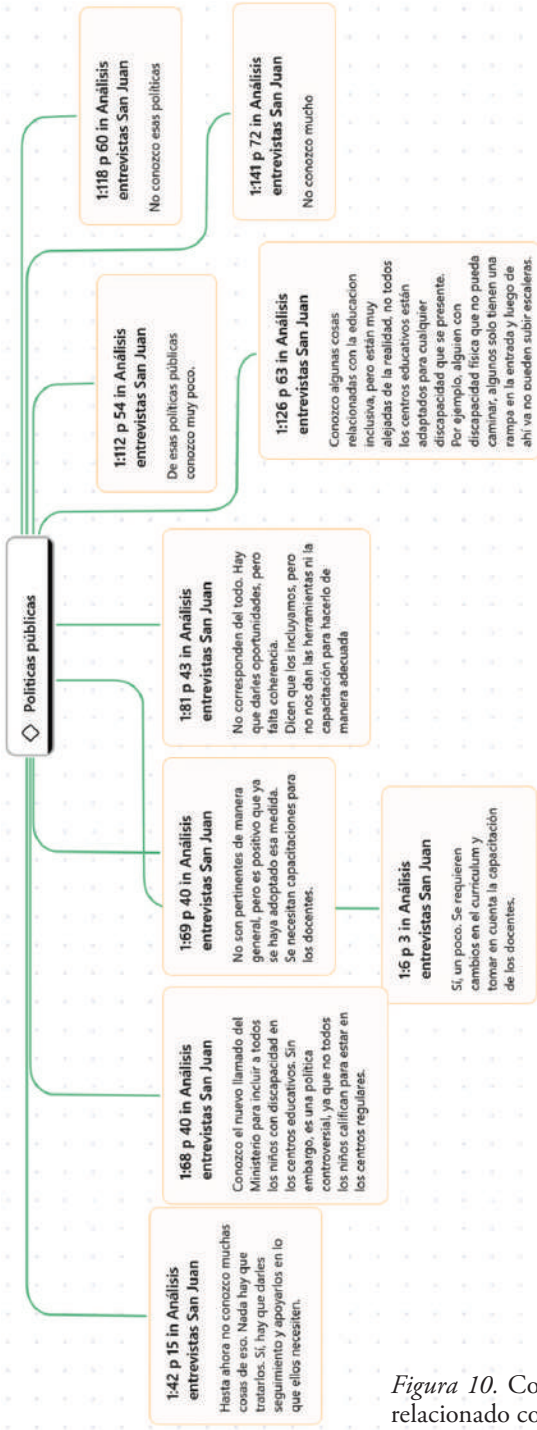 Políticas públicas
1:42 p 15 in Análisis
entrevistas San Juan
Hasta ahora no conozco muchas
cosas de eso. Nada hay que
tratarlos. Sí, hay que darles
seguimiento y apoyarlos en lo
que ellos necesiten.
1:68 p 40 in Análisis
entrevistas San Juan
Conozco el nuevo llamado del
Ministerio para incluir a todos
los niños con discapacidad en
los centros educativos. Sin
embargo, es una política
controversial, ya que no todos
los niños califican para estar en
los centros regulares.
1:69 p 40 in Análisis
entrevistas San Juan
No son pertinentes de manera
general, pero es positivo que ya
se haya adoptado esa medida.
Se necesitan capacitaciones para
los docentes.
1:6 p 3 in Análisis
entrevistas San Juan
Sí, un poco. Se requieren
cambios en el currículum y
tomar en cuenta la capacitación
de los docentes.
1:81 p 43 in Análisis
entrevistas San Juan
No corresponden del todo. Hay
que darles oportunidades, pero
falta coherencia.
Dicen que los incluyamos, pero
no nos dan las herramientas ni la
capacitación para hacerlo de
manera adecuada
1:112 p 54 in Análisis
entrevistas San Juan
De esas políticas públicas
conozco muy poco.
1:126 p 63 in Análisis
entrevistas San Juan
Conozco algunas cosas
relacionadas con la educacion
inclusiva, pero están muy
alejadas de la realidad, no todos
los centros educativos están
adaptados para cualquier
discapacidad que se presente.
Por ejemplo, alguien con
discapacidad física que no pueda
caminar, algunos solo tienen una
rampa en la entrada y luego de
ahí va no pueden subir escaleras.
1:118 p 60 in Análisis
entrevistas San Juan
No conozco esas políticas
1:141 p 72 in Análisis
entrevistas San Juan
No conozco mucho
Figura 10. Co
relacionado co